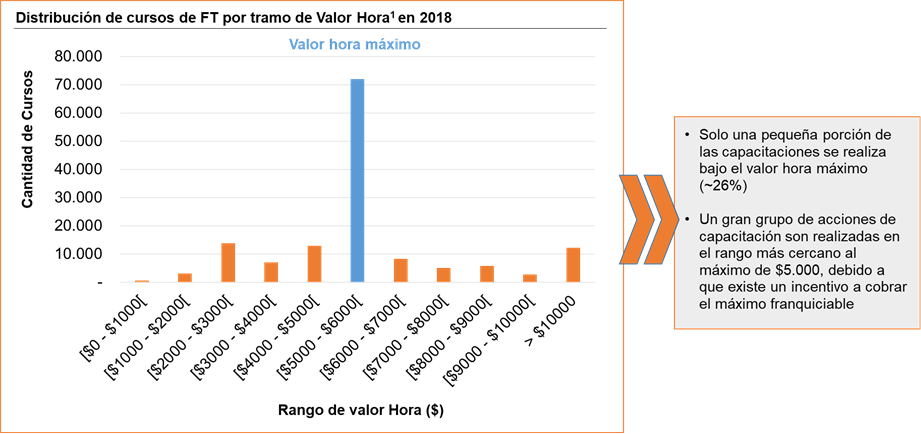 Distribución de cursos de FT por tramo de Valor Hora¹ en 2018
Valor hora máximo
Cantidad de Cursos
80.000
70.000
60.000
50.000
40.000
30.000
20.000
10.000
-
[$0 - $1000[
[$1000 - $2000[
[$2000 - $3000[
[$3000 - $4000[
[$4000 - $5000[
[$5000 - $6000[
[$6000 - $7000[
[$7000 - $8000[
[$8000 - $9000[
[$9000 - $10000[
> $10000
Rango de valor Hora ($)
• Solo una pequeña porción de
las capacitaciones se realiza
bajo el valor hora máximo
(~26%)
• Un gran grupo de acciones de
capacitación son realizadas en
el rango más cercano al
máximo de $5.000, debido a
que existe un incentivo a cobrar
el máximo franquiciable